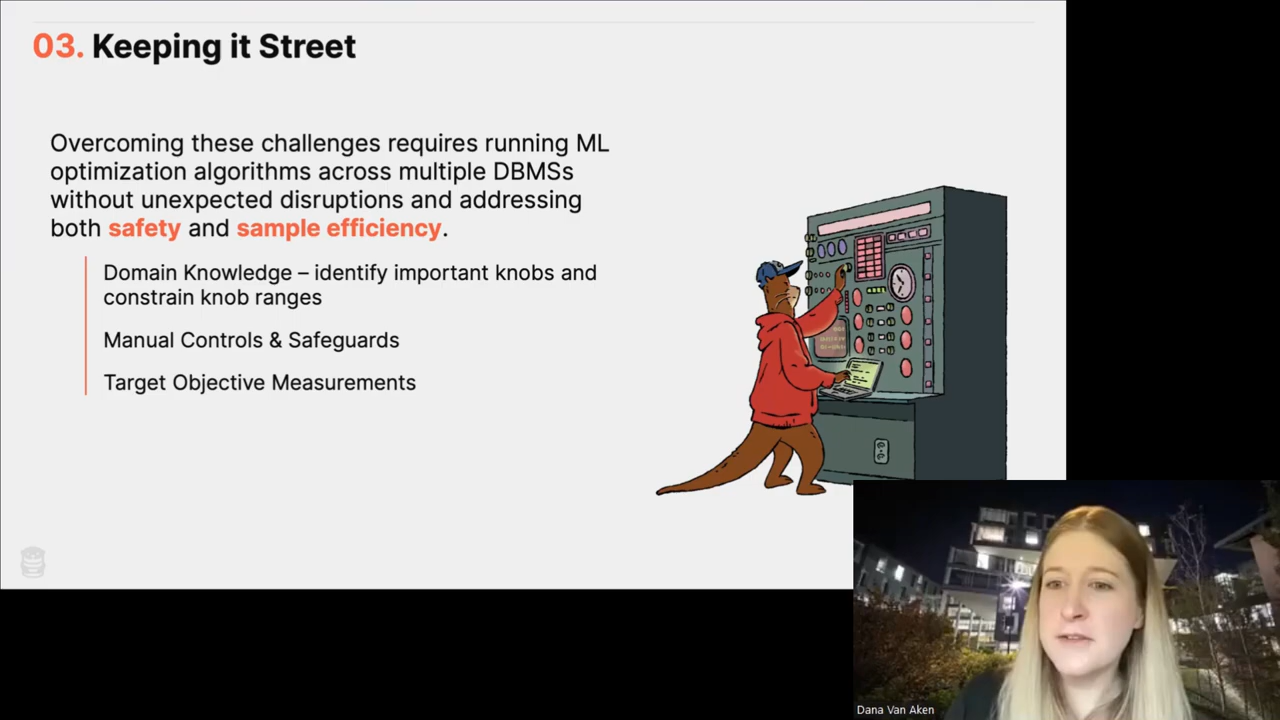 03. Keeping it Street
Overcoming these challenges requires running ML
optimization algorithms across multiple DBMSs
without unexpected disruptions and addressing
both safety and sample efficiency.
Domain Knowledge – identify important knobs and
constrain knob ranges
Manual Controls & Safeguards
Target Objective Measurements
Dana Van Aken